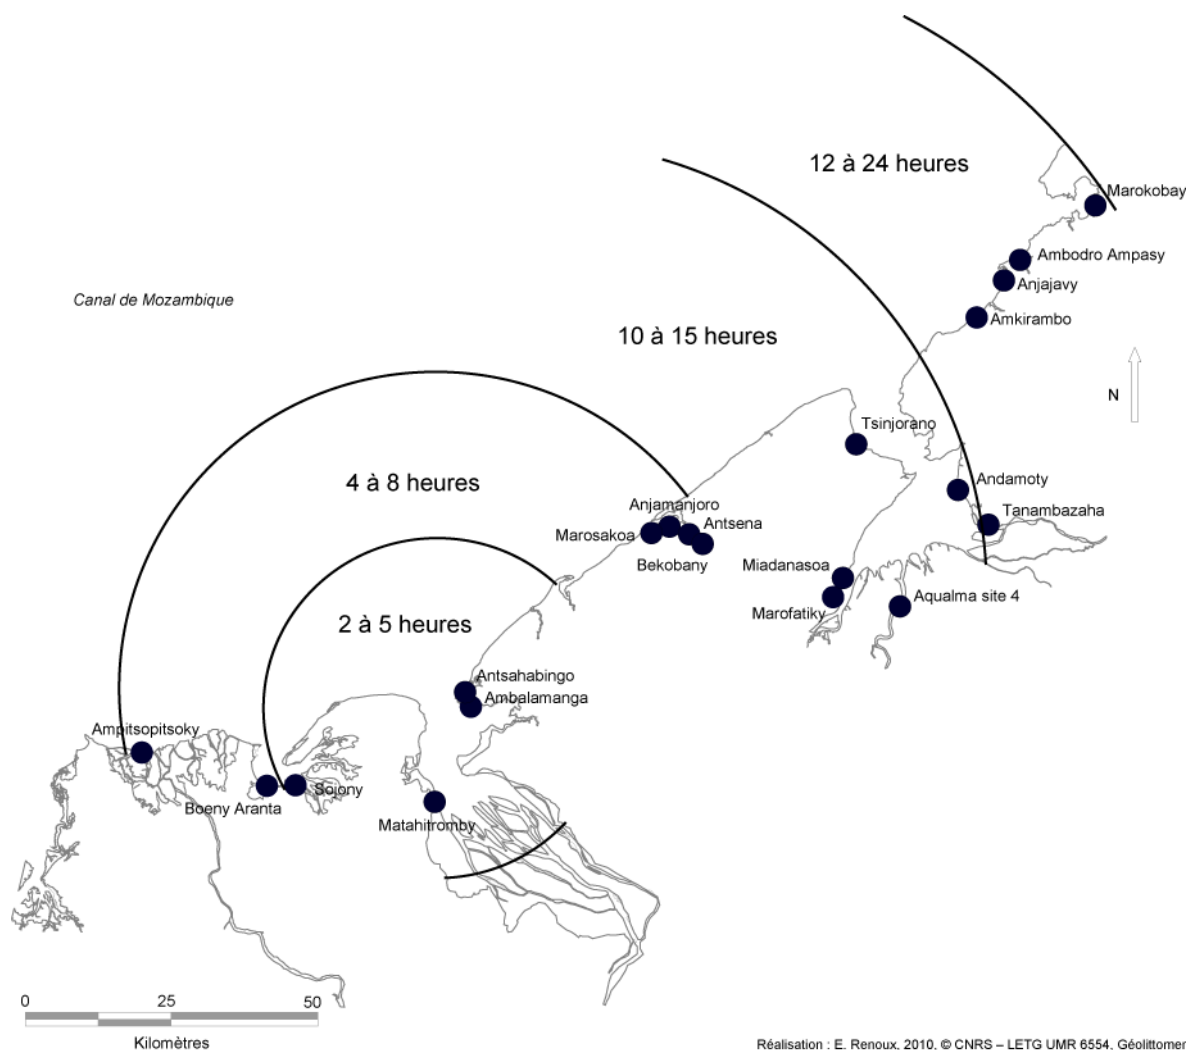 12 à 24 heures
Marokobay
Ambodro Ampasy
Canal de Mozambique
Anjajavy
Amkirambo
10 à 15 heures
N
Tsinjorano
4 à 8 heures
Andamoty
Anjamanjoro
Tanambazaha
Antsena
Marosakoa
Bekobany
Miadanasoa
Aqualma site 4
Marofatiky
2 à 5 heures
Antsahabingo
Ambalamanga
Ampitsopitsoky
Sojony
Boeny Aranta
Matahitromby
0 25 50
Kilomètres
Réalisation : E. Renoux, 2010, © CNRS – LETG UMR 6554, Géolittomer